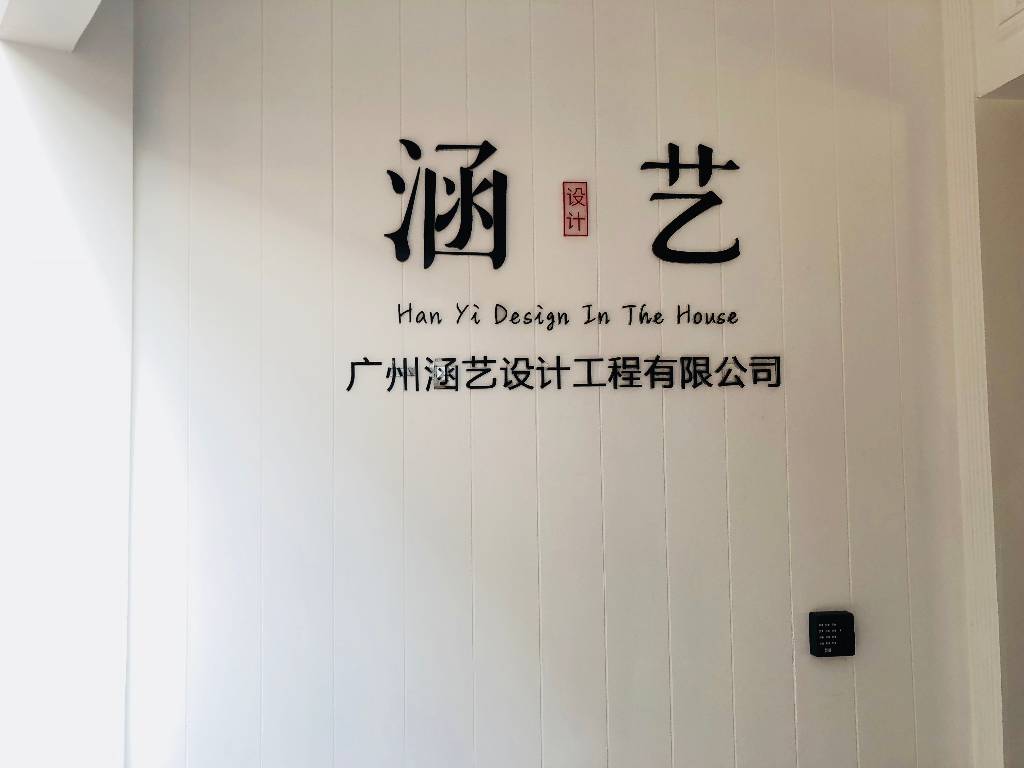 涵 设计 艺
Han Yi Design In The House
广州涵艺设计工程有限公司